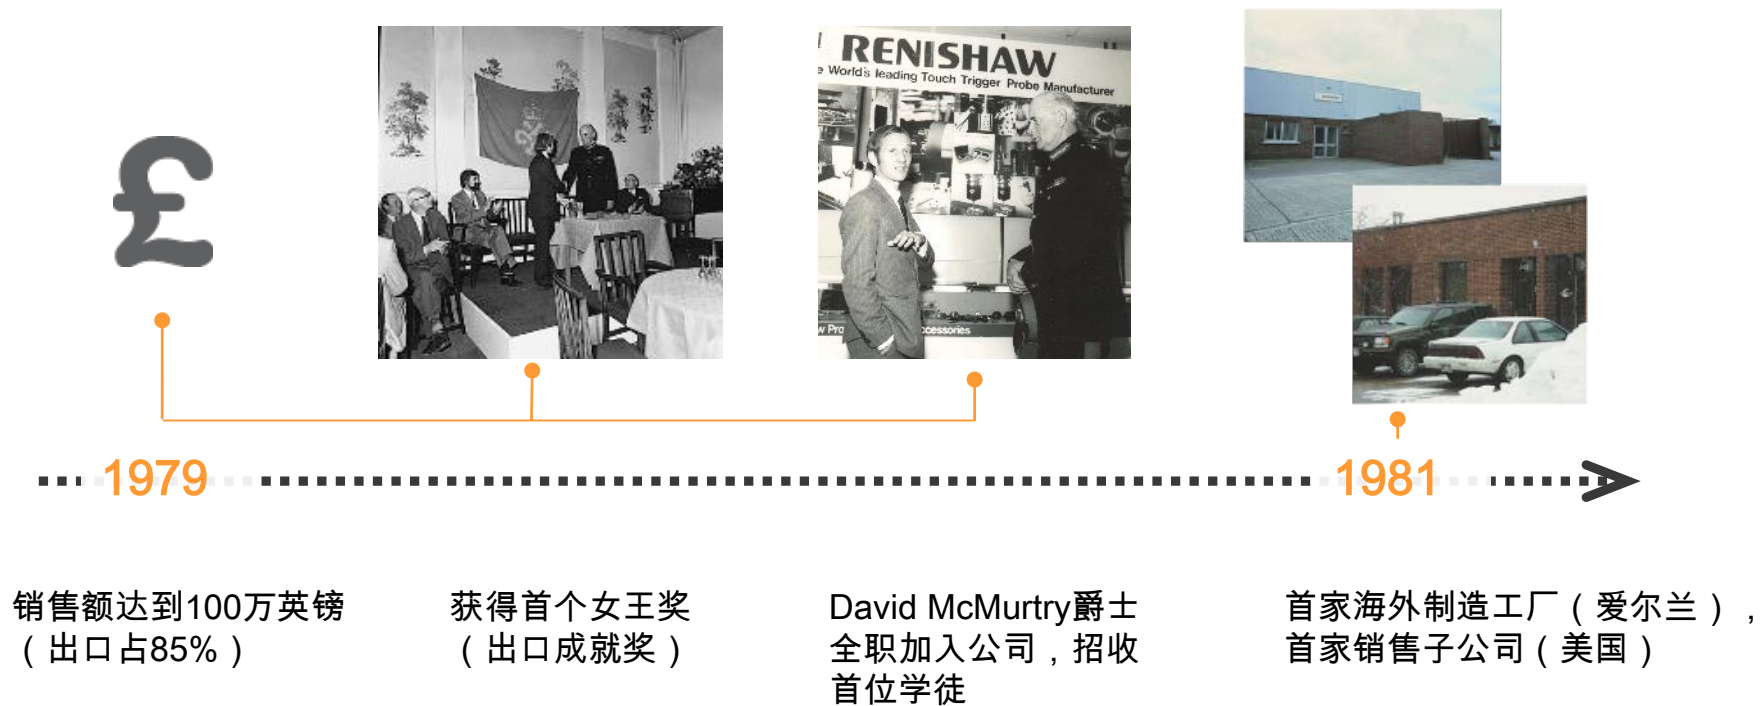 £
RENISHAW
e World's leading Touch Trigger Probe Manufacturer
w Pro
ccessories
1979
1981
销售额达到100万英镑
（出口占85%）
获得首个女王奖
（出口成就奖）
David McMurtry爵士
全职加入公司，招收
首位学徒
首家海外制造工厂（爱尔兰），
首家销售子公司（美国）